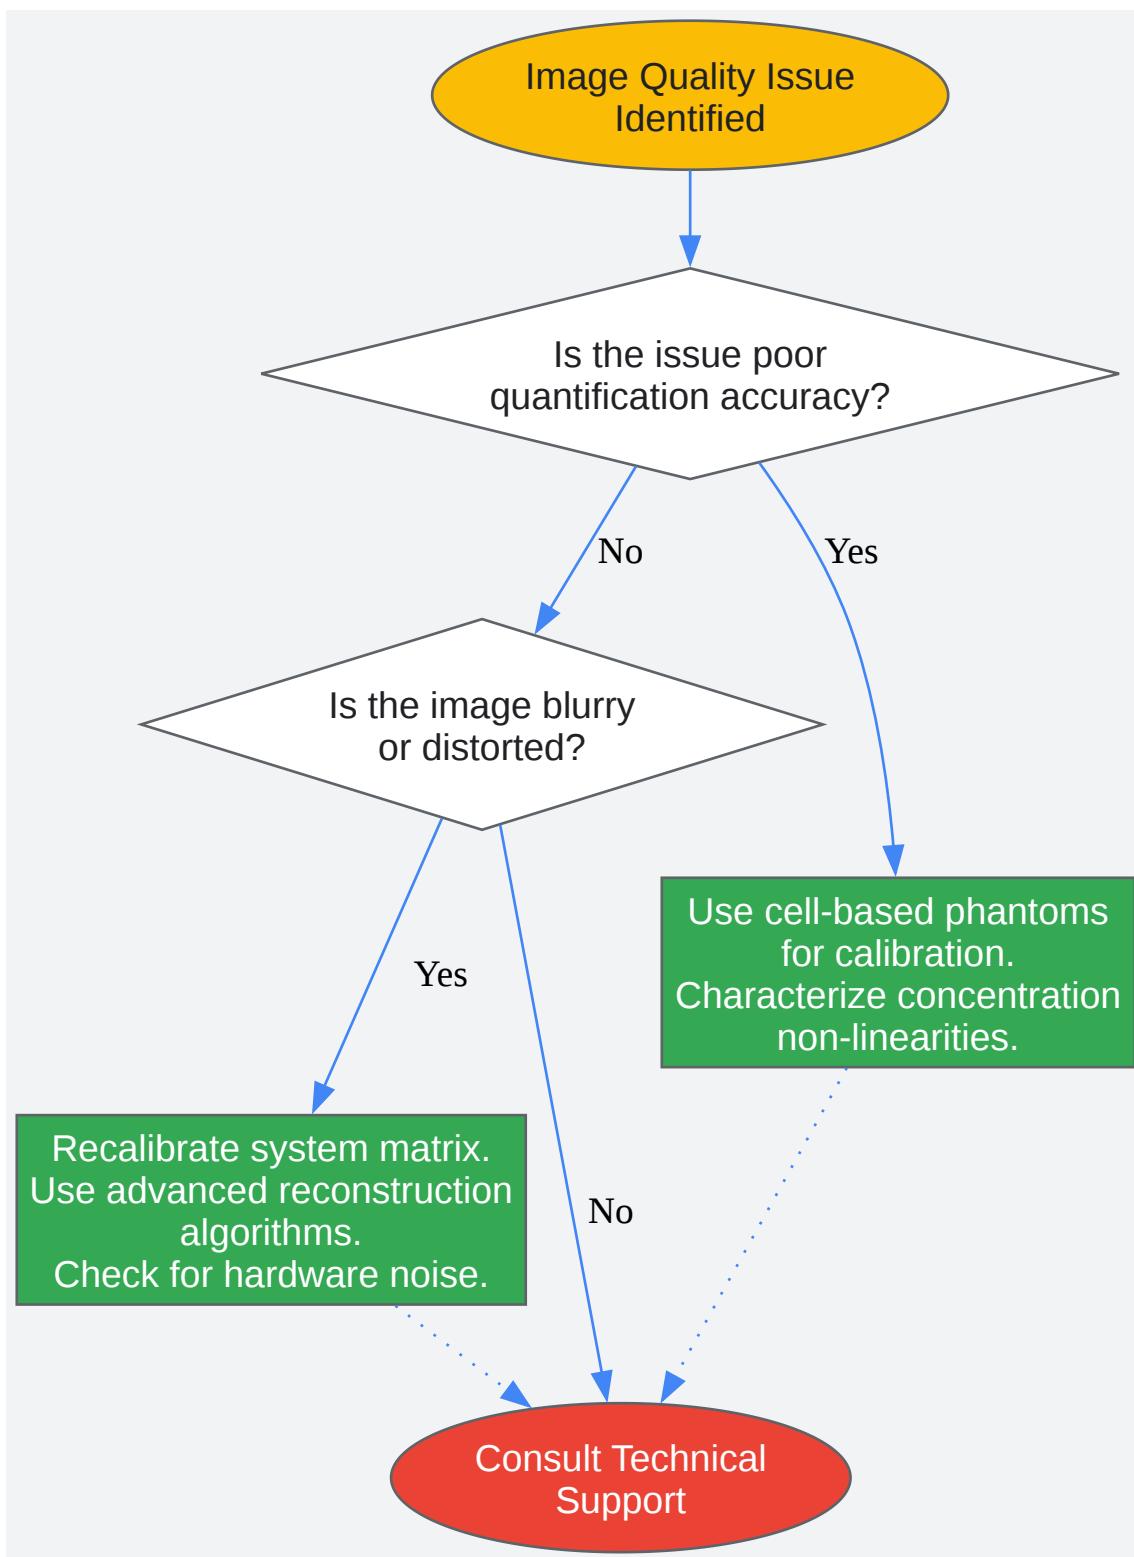 Image Quality Issue
Identified
Is the issue poor
quantification accuracy?
No
Yes
Is the image blurry
or distorted?
Use cell-based phantoms
for calibration.
Characterize concentration
non-linearities.
Yes
Recalibrate system matrix.
Use advanced reconstruction
algorithms.
Check for hardware noise.
No
Consult Technical
Support